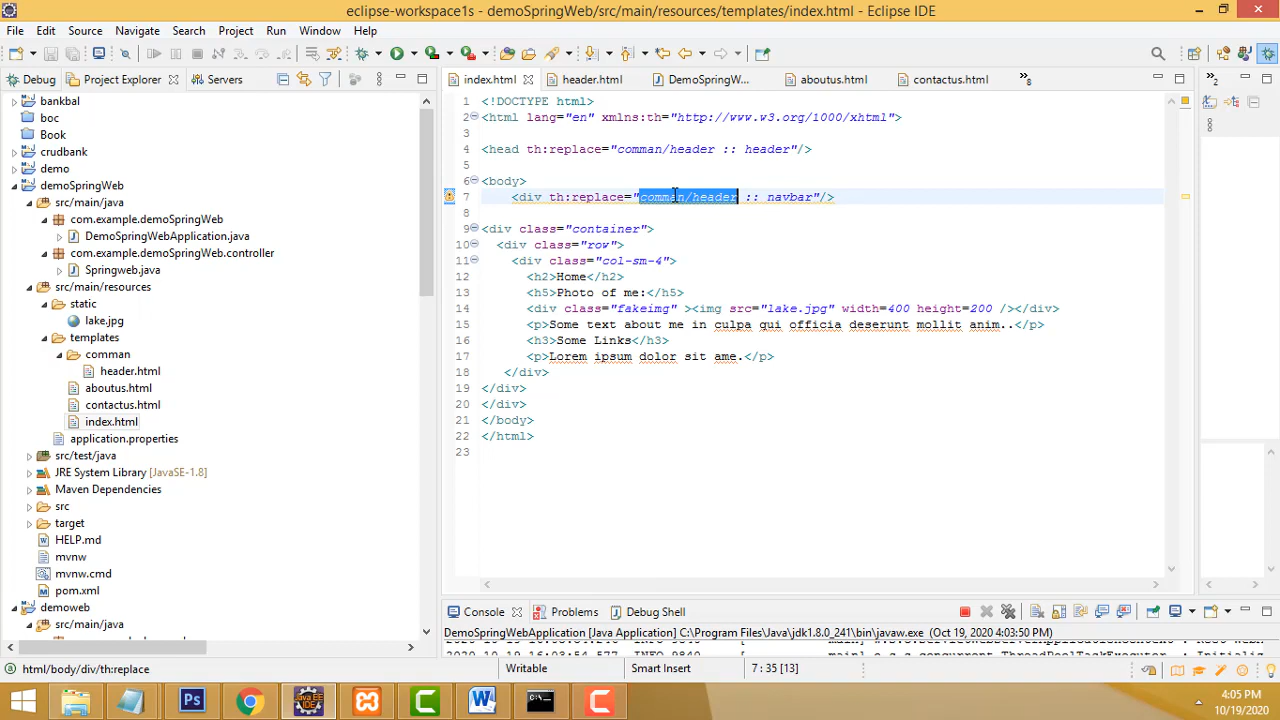 eclipse-workspace1s - demoSpringWeb/src/main/resources/templates/index.html - Eclipse IDE
File Edit Source Navigate Search Project Run Window Help
Debug Project Explorer Servers
index.html header.html DemoSpringW... aboutus.html contactus.html
bankbal
boc
Book
crudbank
demo
demoSpringWeb
src/main/java
com.example.demoSpringWeb
DemoSpringWebApplication.java
com.example.demoSpringWeb.controller
Springweb.java
src/main/resources
static
lake.jpg
templates
comman
header.html
aboutus.html
contactus.html
index.html
application.properties
src/test/java
JRE System Library [JavaSE-1.8]
Maven Dependencies
src
target
HELP.md
mvnw
mvnw.cmd
pom.xml
demoweb
src/main/java
1 <!DOCTYPE html>
2 <html lang="en" xmlns:th="http://www.w3.org/1000/xhtml">
3
4 <head th:replace="comman/header :: header"/>
5
6 <body>
7 <div th:replace="comman/header :: navbar"/>
8
9 <div class="container">
10 <div class="row">
11 <div class="col-sm-4">
12 <h2>Home</h2>
13 <h5>Photo of me:</h5>
14 <div class="fakeimg" ><img src="lake.jpg" width=400 height=200 /></div>
15 <p>Some text about me in culpa qui officia deserunt mollit anim..</p>
16 <h3>Some Links</h3>
17 <p>Lorem ipsum dolor sit ame.</p>
18 </div>
19 </div>
20 </div>
21 </body>
22 </html>
23
Console Problems Debug Shell
DemoSpringWebApplication [Java Application] C:\Program Files\Java\jdk1.8.0_241\bin\javaw.exe (Oct 19, 2020 4:03:50 PM)
html/body/div/th:replace Writable Smart Insert 7 : 35 [13]
4:05 PM
10/19/2020